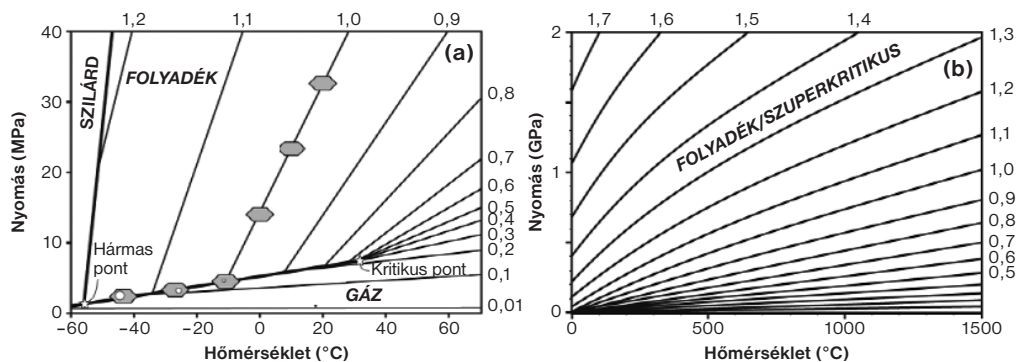 1,2 1,1 1,0 0,9
40
30
20
10
0
Nyomás (MPa)
(a)
SZILÁRD
FOLYADÉK
Hármas
pont
Kritikus pont
GÁZ
0,8
0,7
0,6
0,5
0,4
0,3
0,2
0,1
0,01
-60 -40 -20 0 20 40 60
Hőmérséklet (°C)
1,7 1,6 1,5 1,4
2
1
0
Nyomás (GPa)
(b)
FOLYADÉK/SZUPERKRITIKUS
1,3
1,2
1,1
1,0
0,9
0,8
0,7
0,6
0,5
0 500 1000 1500
Hőmérséklet (°C)